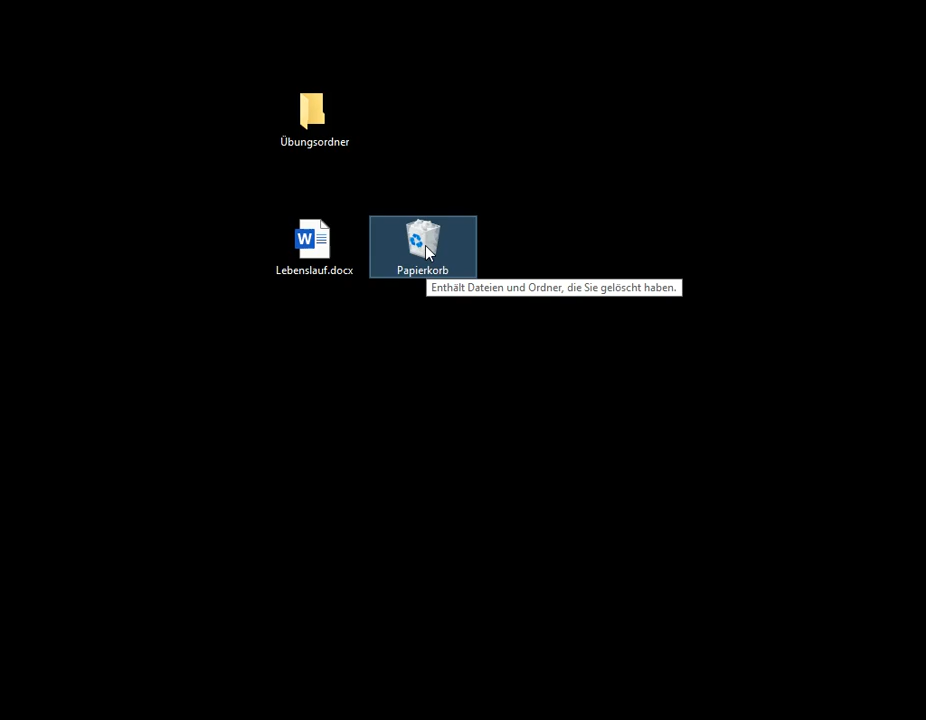 Übungsordner
Lebenslauf.docx
Papierkorb
Enthält Dateien und Ordner, die Sie gelöscht haben.